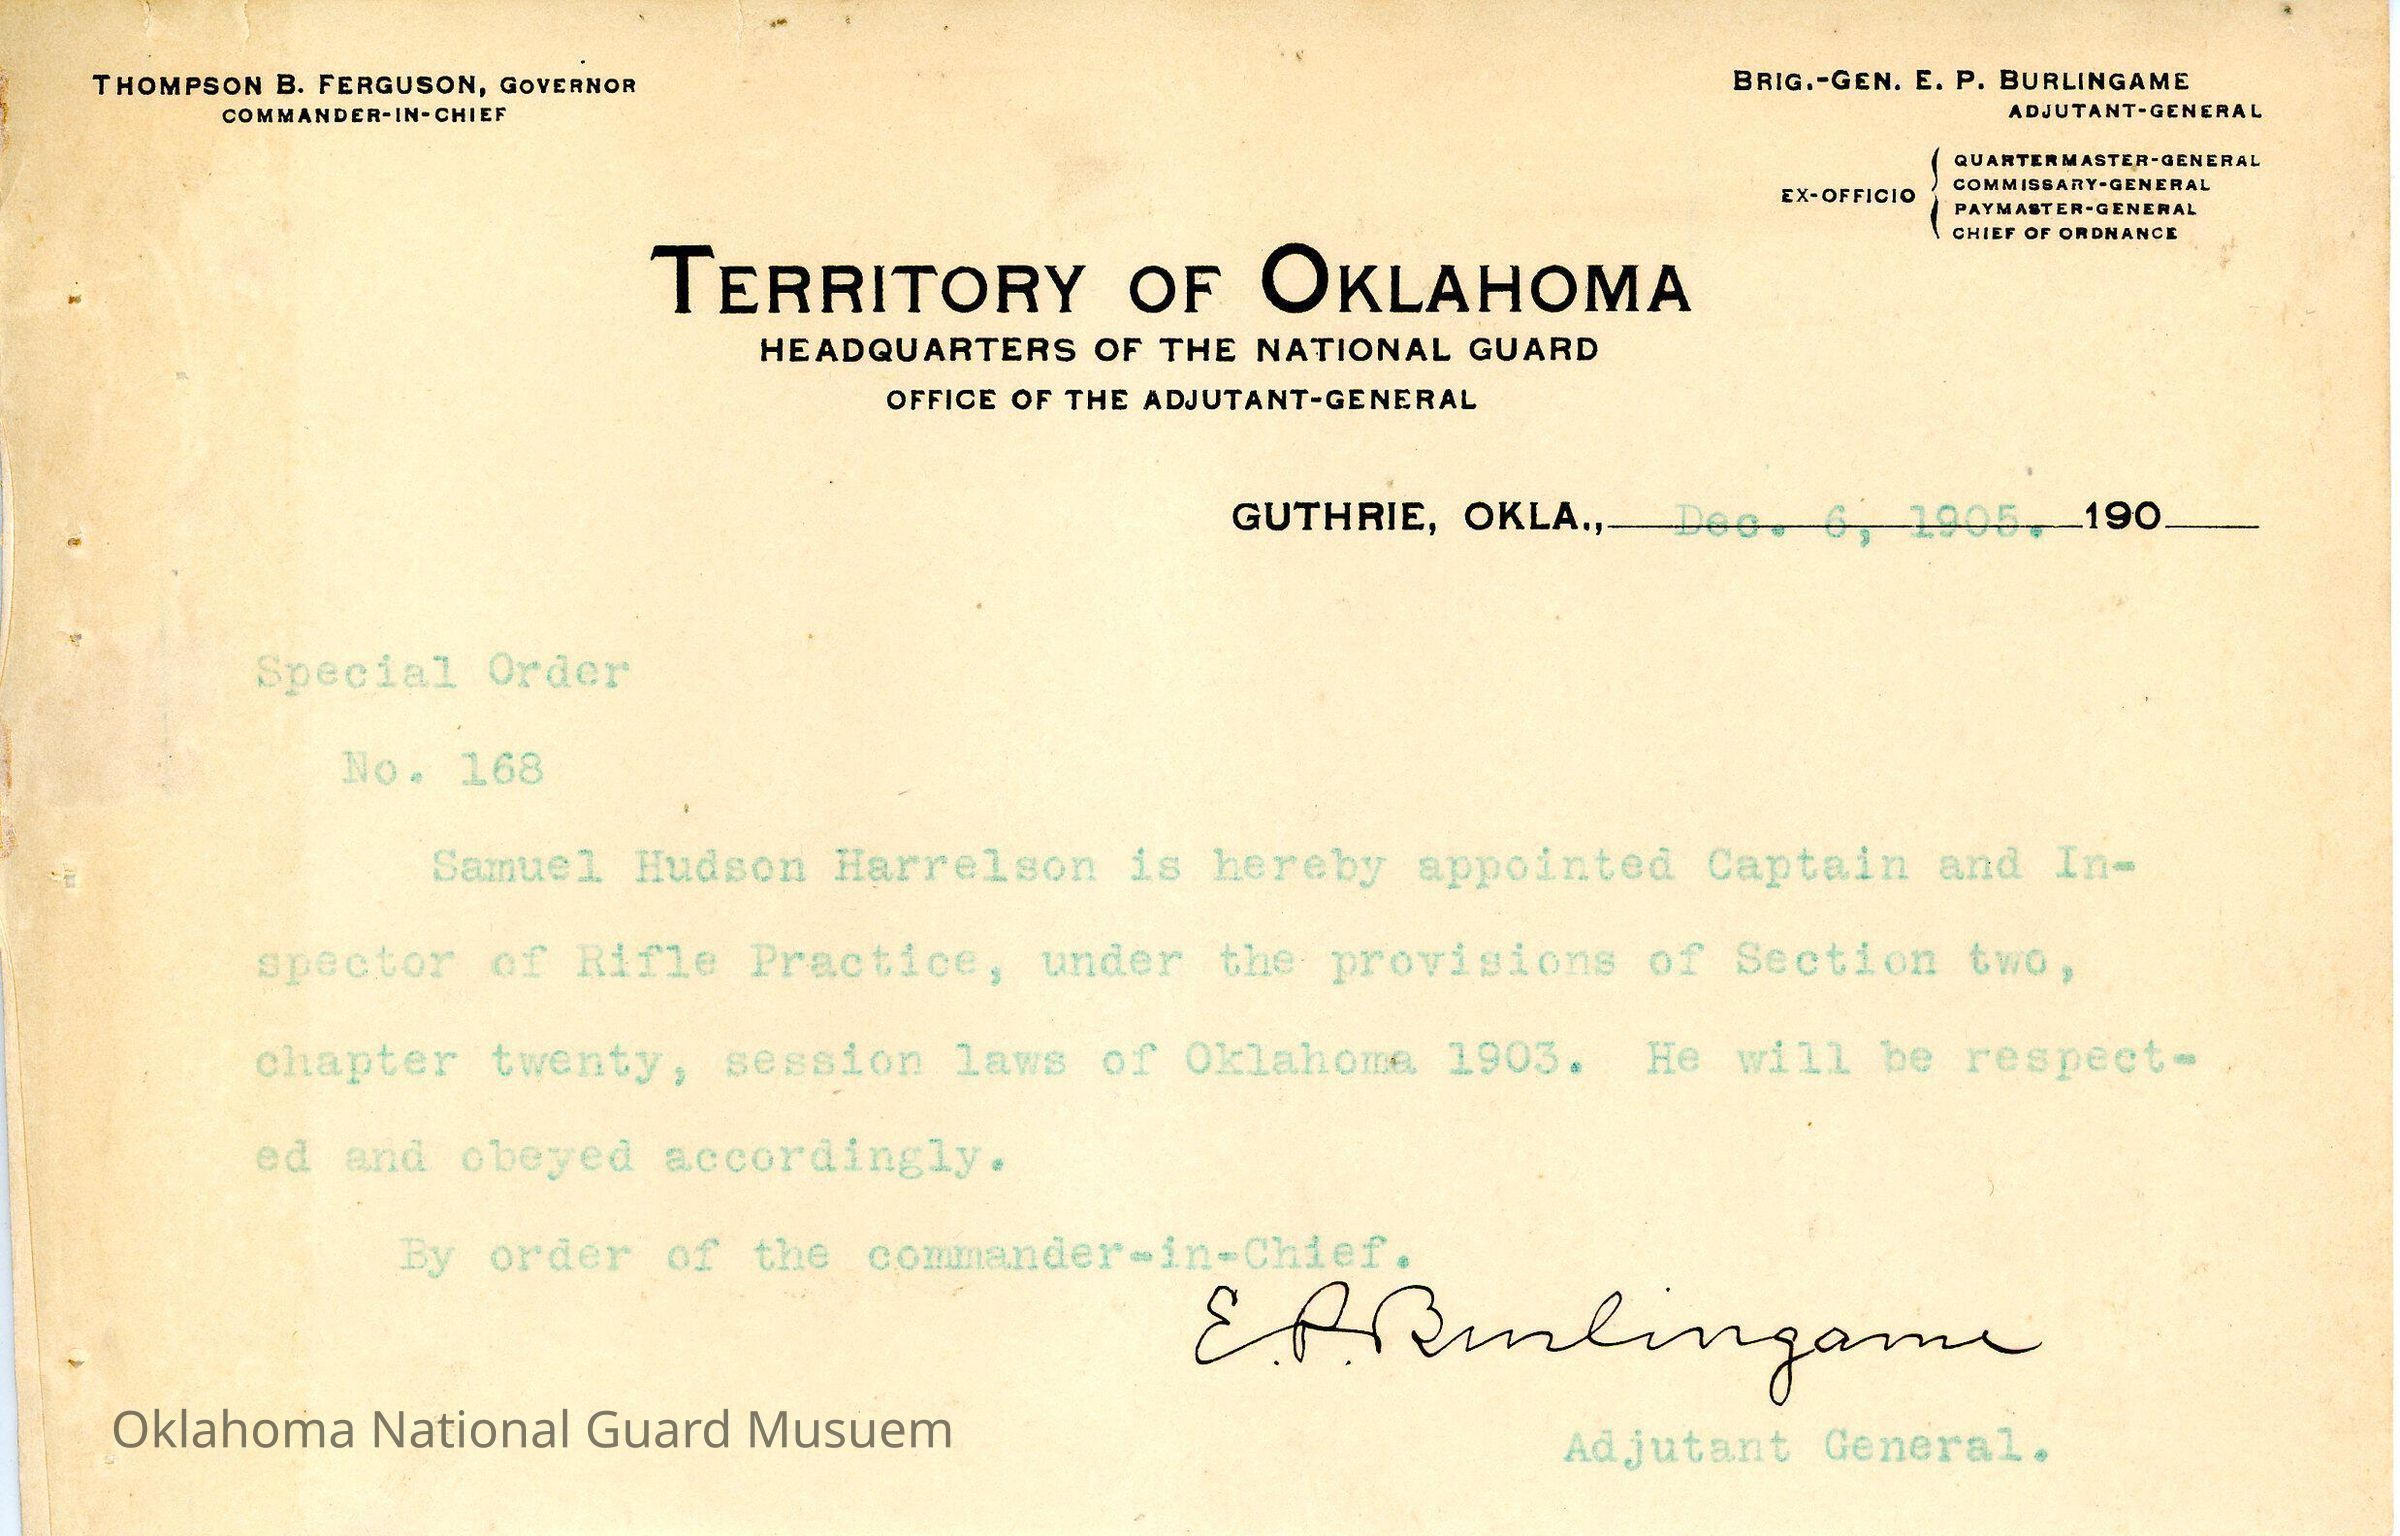 THOMPSON B. FERGUSON, GOVERNOR
COMMANDER-IN-CHIEF
BRIG.-GEN. E. P. BURLINGAME
ADJUTANT-GENERAL
EX-OFFICIO
QUARTERMASTER-GENERAL
COMMISSARY-GENERAL
PAYMASTER-GENERAL
CHIEF OF ORDNANCE
TERRITORY OF OKLAHOMA
HEADQUARTERS OF THE NATIONAL GUARD
OFFICE OF THE ADJUTANT-GENERAL
GUTHRIE, OKLA., Dec. 6, 1905. 190
Special Order
No. 168
Samuel Hudson Harrelson is hereby appointed Captain and In-
spector of Rifle Practice, under the provisions of Section two,
chapter twenty, session laws of Oklahoma 1903. He will be respect-
ed and obeyed accordingly.
By order of the commander-in-Chief.
E. P. Burlingame
Adjutant General.
Oklahoma National Guard Musuem